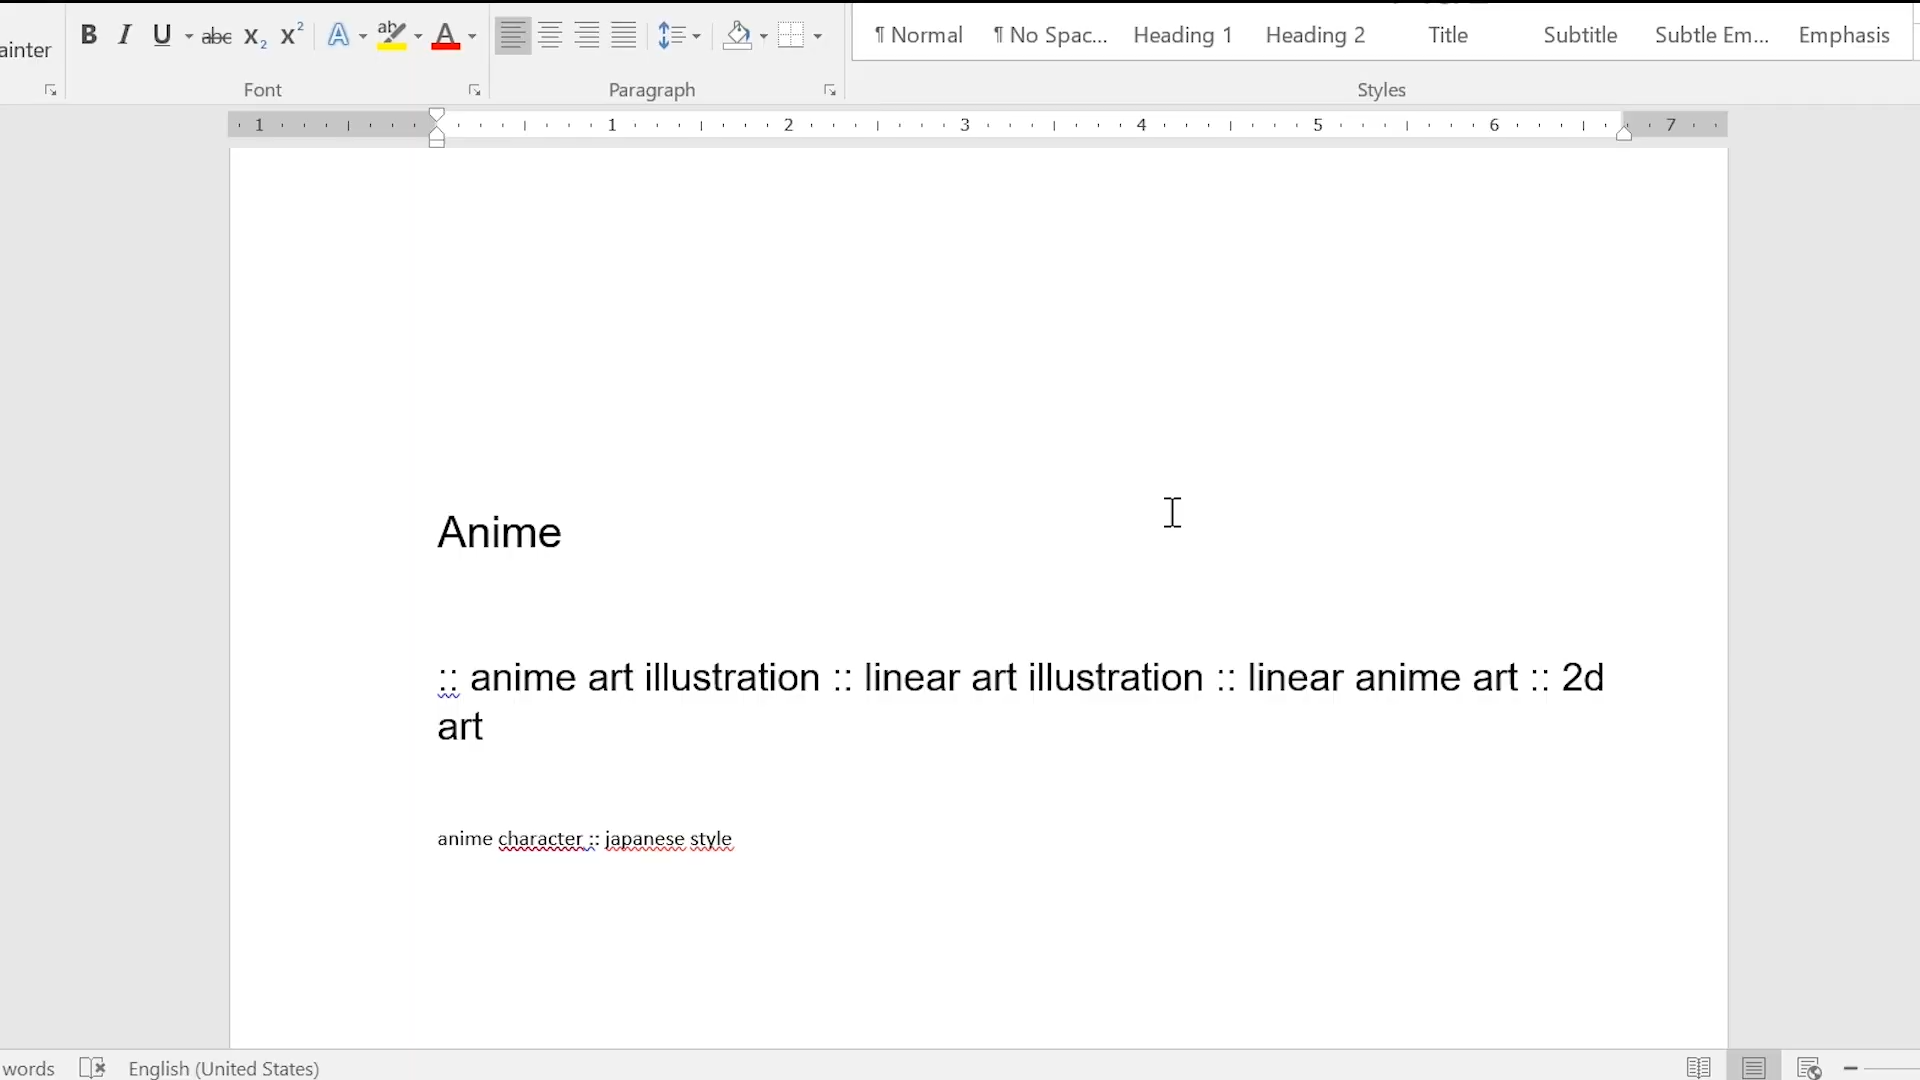 ainter
B I U abc X2 X2 A ab A
¶ Normal ¶ No Spac... Heading 1 Heading 2 Title Subtitle Subtle Em... Emphasis
Font Paragraph Styles
1 1 2 3 4 5 6 7
Anime
:: anime art illustration :: linear art illustration :: linear anime art :: 2d
art
anime character :: japanese style
words English (United States)